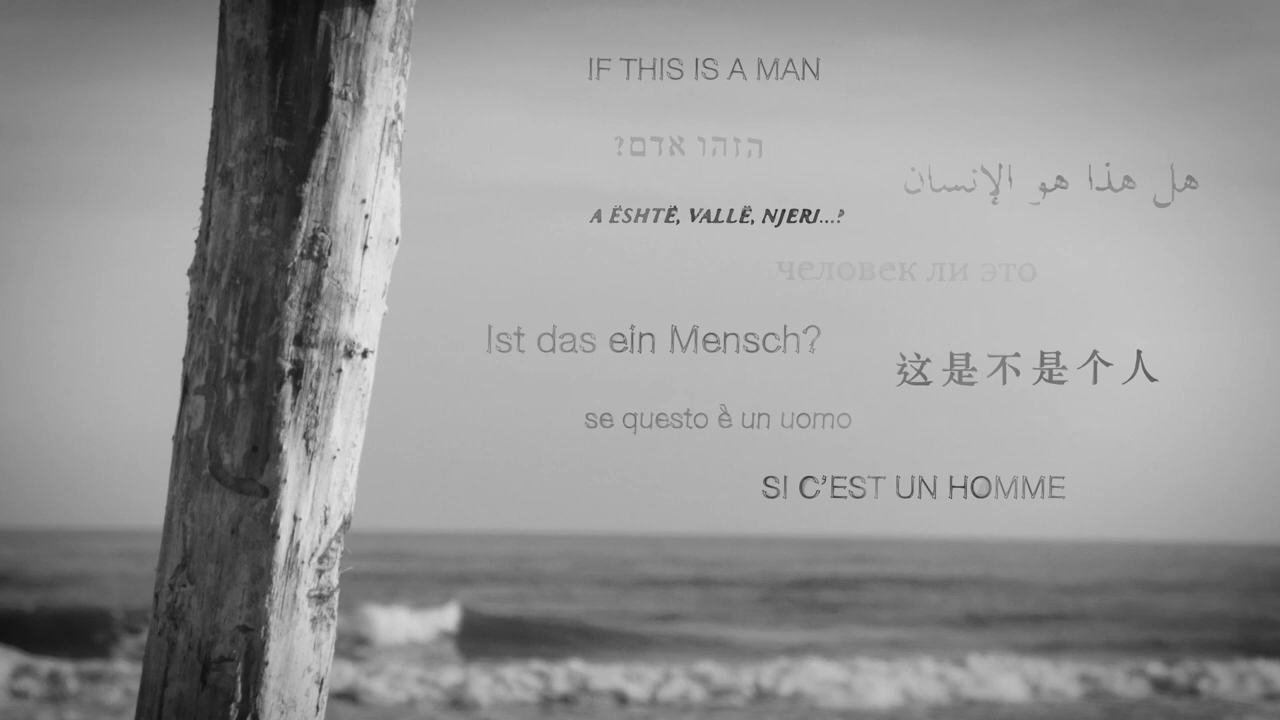 IF THIS IS A MAN
הזהו אדם?
هل هذا هو الإنسان
A ËSHTË, VALLË, NJERI...?
человек ли это
Ist das ein Mensch?
这是不是个人
se questo è un uomo
SI C’EST UN HOMME